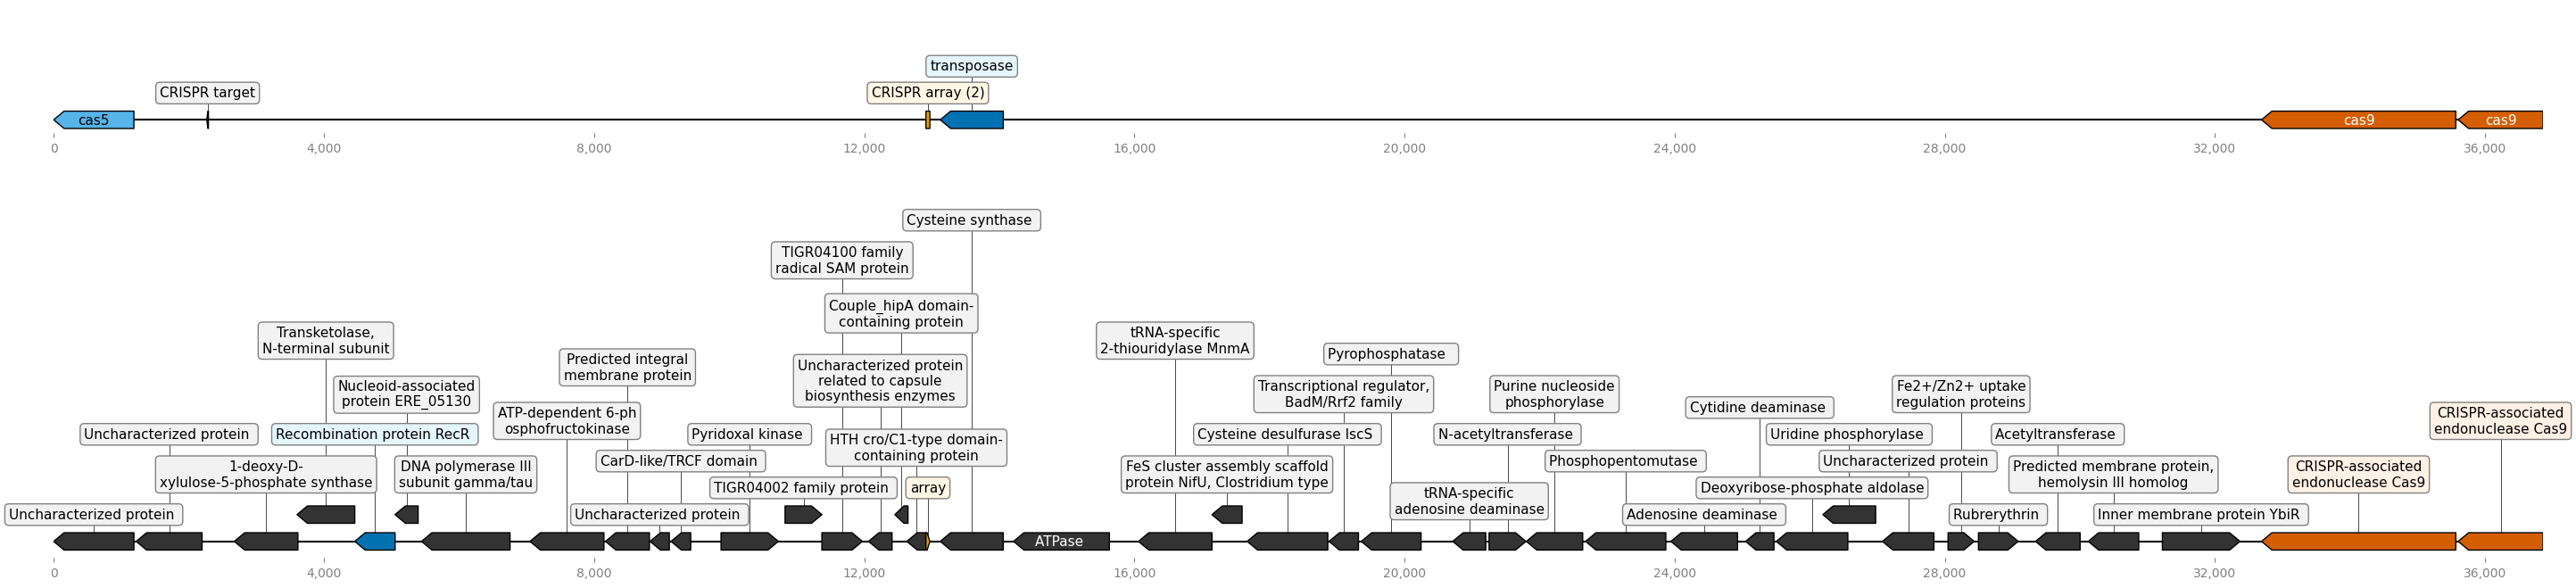 transposase
CRISPR target
CRISPR array (2)
cas5
cas9
cas9
0
4,000
8,000
12,000
16,000
20,000
24,000
28,000
32,000
36,000
Cysteine synthase
TIGR04100 family
radical SAM protein
Couple_hipA domain-
containing protein
Transketolase,
N-terminal subunit
tRNA-specific
2-thiouridylase MnmA
Pyrophosphatase
Predicted integral
membrane protein
Uncharacterized protein
related to capsule
biosynthesis enzymes
Nucleoid-associated
protein ERE_05130
Transcriptional regulator,
BadM/Rrf2 family
Purine nucleoside
phosphorylase
Fe2+/Zn2+ uptake
regulation proteins
ATP-dependent 6-ph
osphofructokinase
Cytidine deaminase
CRISPR-associated
endonuclease Cas9
Uncharacterized protein
Recombination protein RecR
Pyridoxal kinase
HTH cro/C1-type domain-
containing protein
Cysteine desulfurase IscS
N-acetyltransferase
Uridine phosphorylase
Acetyltransferase
1-deoxy-D-
xylulose-5-phosphate synthase
DNA polymerase III
subunit gamma/tau
CarD-like/TRCF domain
FeS cluster assembly scaffold
protein NifU, Clostridium type
Phosphopentomutase
Uncharacterized protein
Predicted membrane protein,
hemolysin III homolog
CRISPR-associated
endonuclease Cas9
TIGR04002 family protein
array
tRNA-specific
adenosine deaminase
Deoxyribose-phosphate aldolase
Uncharacterized protein
Uncharacterized protein
Adenosine deaminase
Rubrerythrin
Inner membrane protein YbiR
ATPase
0
4,000
8,000
12,000
16,000
20,000
24,000
28,000
32,000
36,000